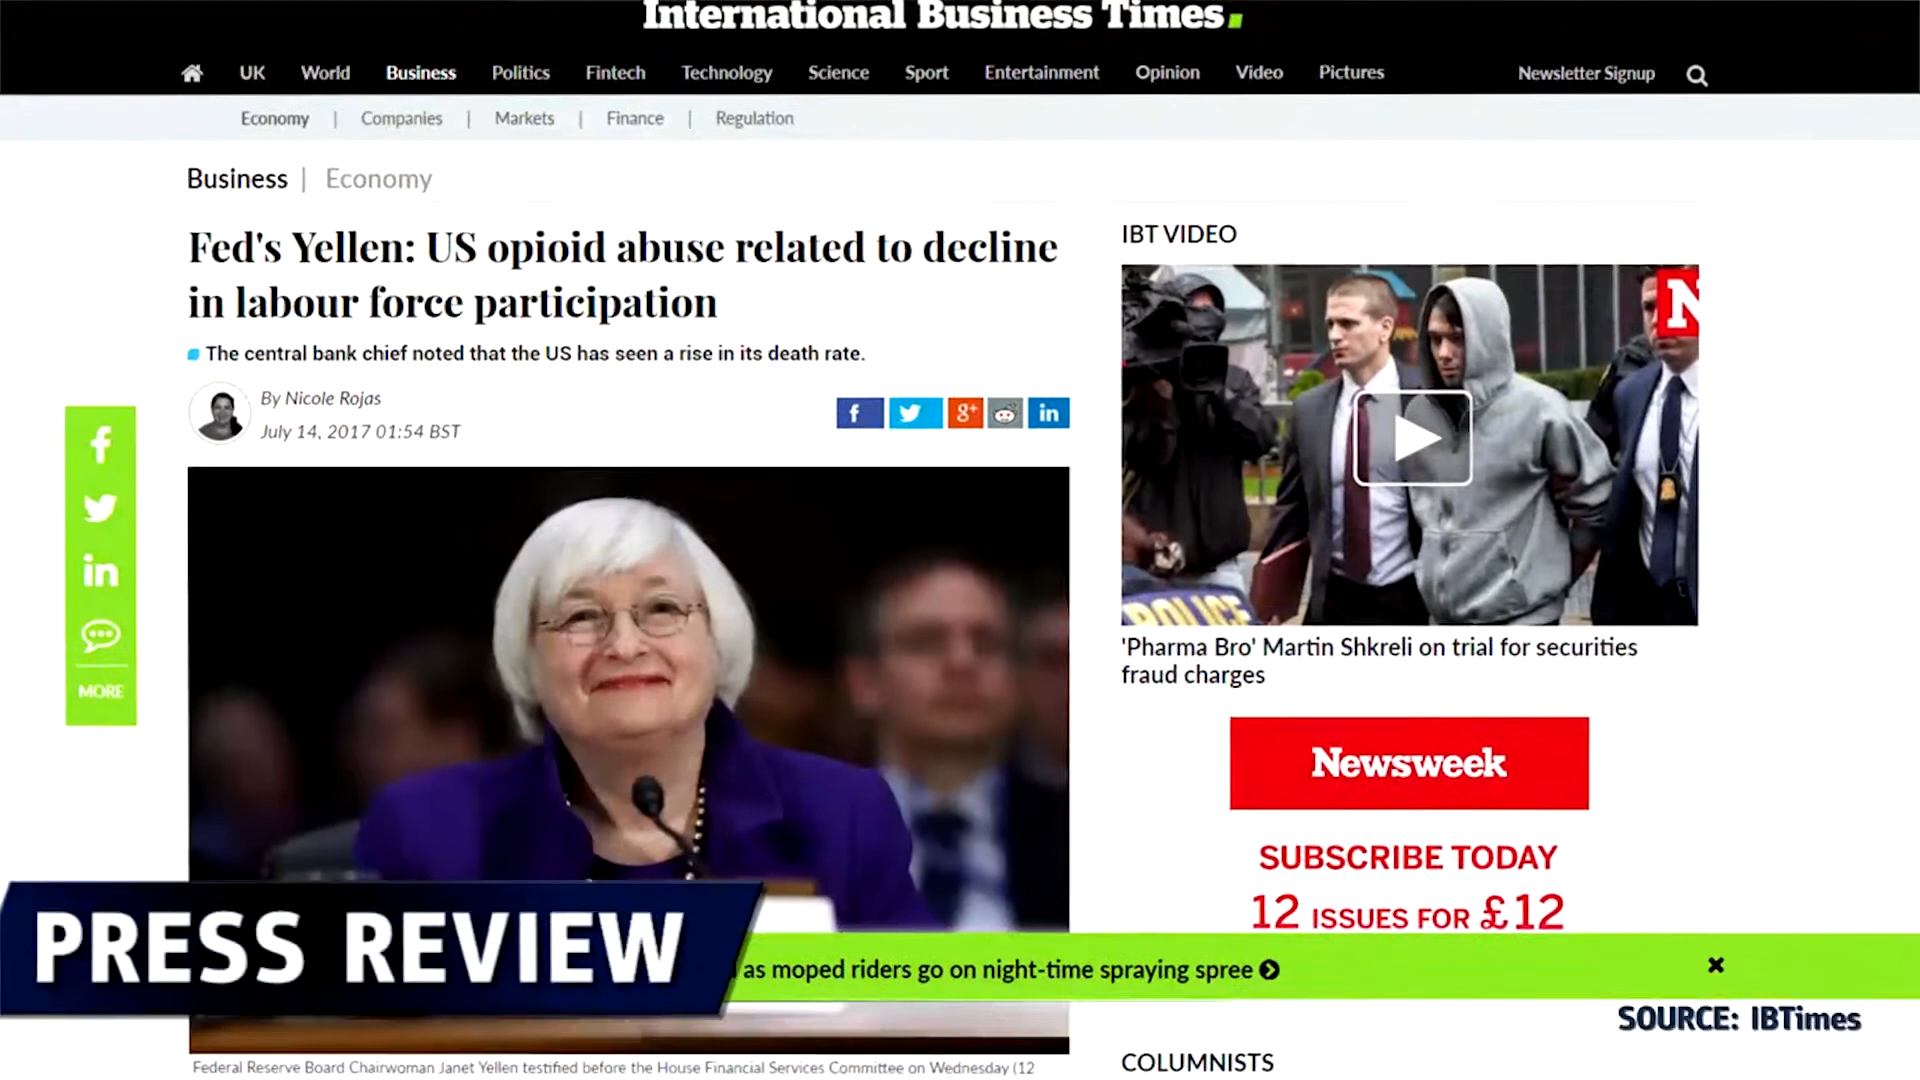 International Business Times
UK World Business Politics Fintech Technology Science Sport Entertainment Opinion Video Pictures Newsletter Signup
Economy | Companies | Markets | Finance | Regulation
Business | Economy
Fed's Yellen: US opioid abuse related to decline
in labour force participation
The central bank chief noted that the US has seen a rise in its death rate.
By Nicole Rojas
July 14, 2017 01:54 BST
f 8+ in
f
in
MORE
IBT VIDEO
N
POLICE
'Pharma Bro' Martin Shkreli on trial for securities
fraud charges
Newsweek
SUBSCRIBE TODAY
12 ISSUES FOR £12
PRESS REVIEW
as moped riders go on night-time spraying spree
SOURCE: IBTimes
Federal Reserve Board Chairwoman Janet Yellen testified before the House Financial Services Committee on Wednesday (12
COLUMNISTS